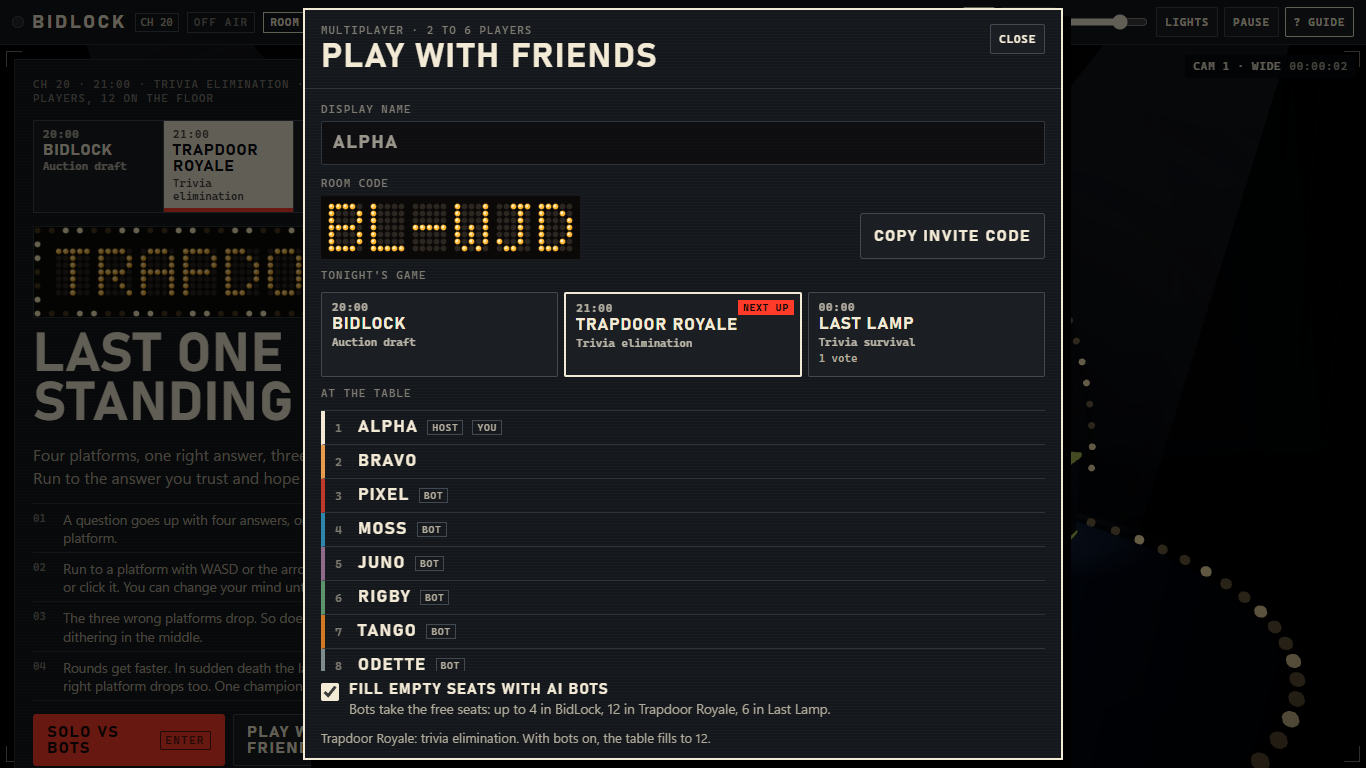 BIDLOCK
CH 20
OFF AIR
ROOM
LIGHTS
PAUSE
? GUIDE
CAM 1 · WIDE 00:00:02
CH 20 · 21:00 · TRIVIA ELIMINATION ·
PLAYERS, 12 ON THE FLOOR
20:00
BIDLOCK
Auction draft
21:00
TRAPDOOR
ROYALE
Trivia
elimination
TRAPDO
LAST ONE
STANDING
Four platforms, one right answer, three
Run to the answer you trust and hope
01 A question goes up with four answers, o
platform.
02 Run to a platform with WASD or the arro
or click it. You can change your mind unt
03 The three wrong platforms drop. So doe
dithering in the middle.
04 Rounds get faster. In sudden death the la
right platform drops too. One champion
SOLO VS
BOTS
ENTER
PLAY W
FRIEN
MULTIPLAYER · 2 TO 6 PLAYERS
PLAY WITH FRIENDS
CLOSE
DISPLAY NAME
ALPHA
ROOM CODE
BL-WJD
COPY INVITE CODE
TONIGHT'S GAME
20:00
BIDLOCK
Auction draft
21:00
NEXT UP
TRAPDOOR ROYALE
Trivia elimination
00:00
LAST LAMP
Trivia survival
1 vote
AT THE TABLE
1 ALPHA HOST YOU
2 BRAVO
3 PIXEL BOT
4 MOSS BOT
5 JUNO BOT
6 RIGBY BOT
7 TANGO BOT
8 ODETTE BOT
FILL EMPTY SEATS WITH AI BOTS
Bots take the free seats: up to 4 in BidLock, 12 in Trapdoor Royale, 6 in Last Lamp.
Trapdoor Royale: trivia elimination. With bots on, the table fills to 12.